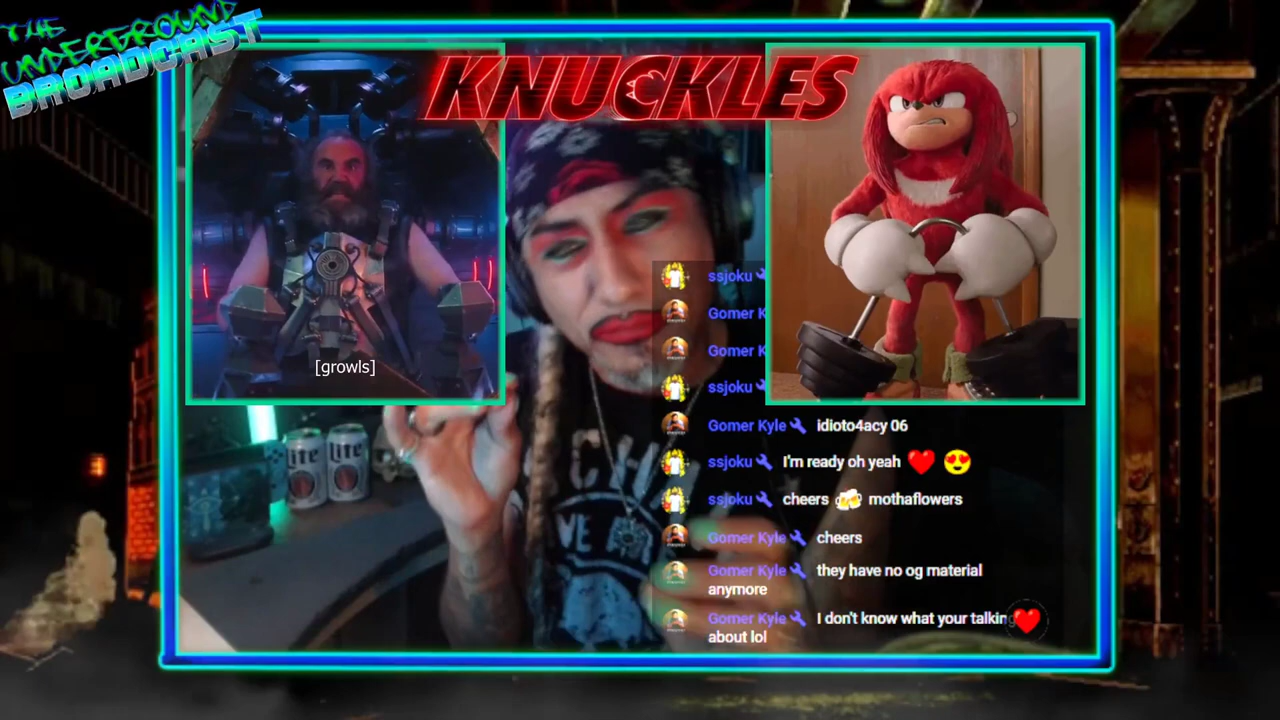 THE
UNDERGROUND
BROADCAST
KNUCKLES
[growls]
ssjoku
Gomer K
Gomer K
ssjoku
Gomer Kyle idioto4acy 06
ssjoku I'm ready oh yeah ❤️ 😍
ssjoku cheers 🍻 mothaflowers
Gomer Kyle cheers
Gomer Kyle they have no og material
anymore
Gomer Kyle I don't know what your talking
about lol
Lite
Lite